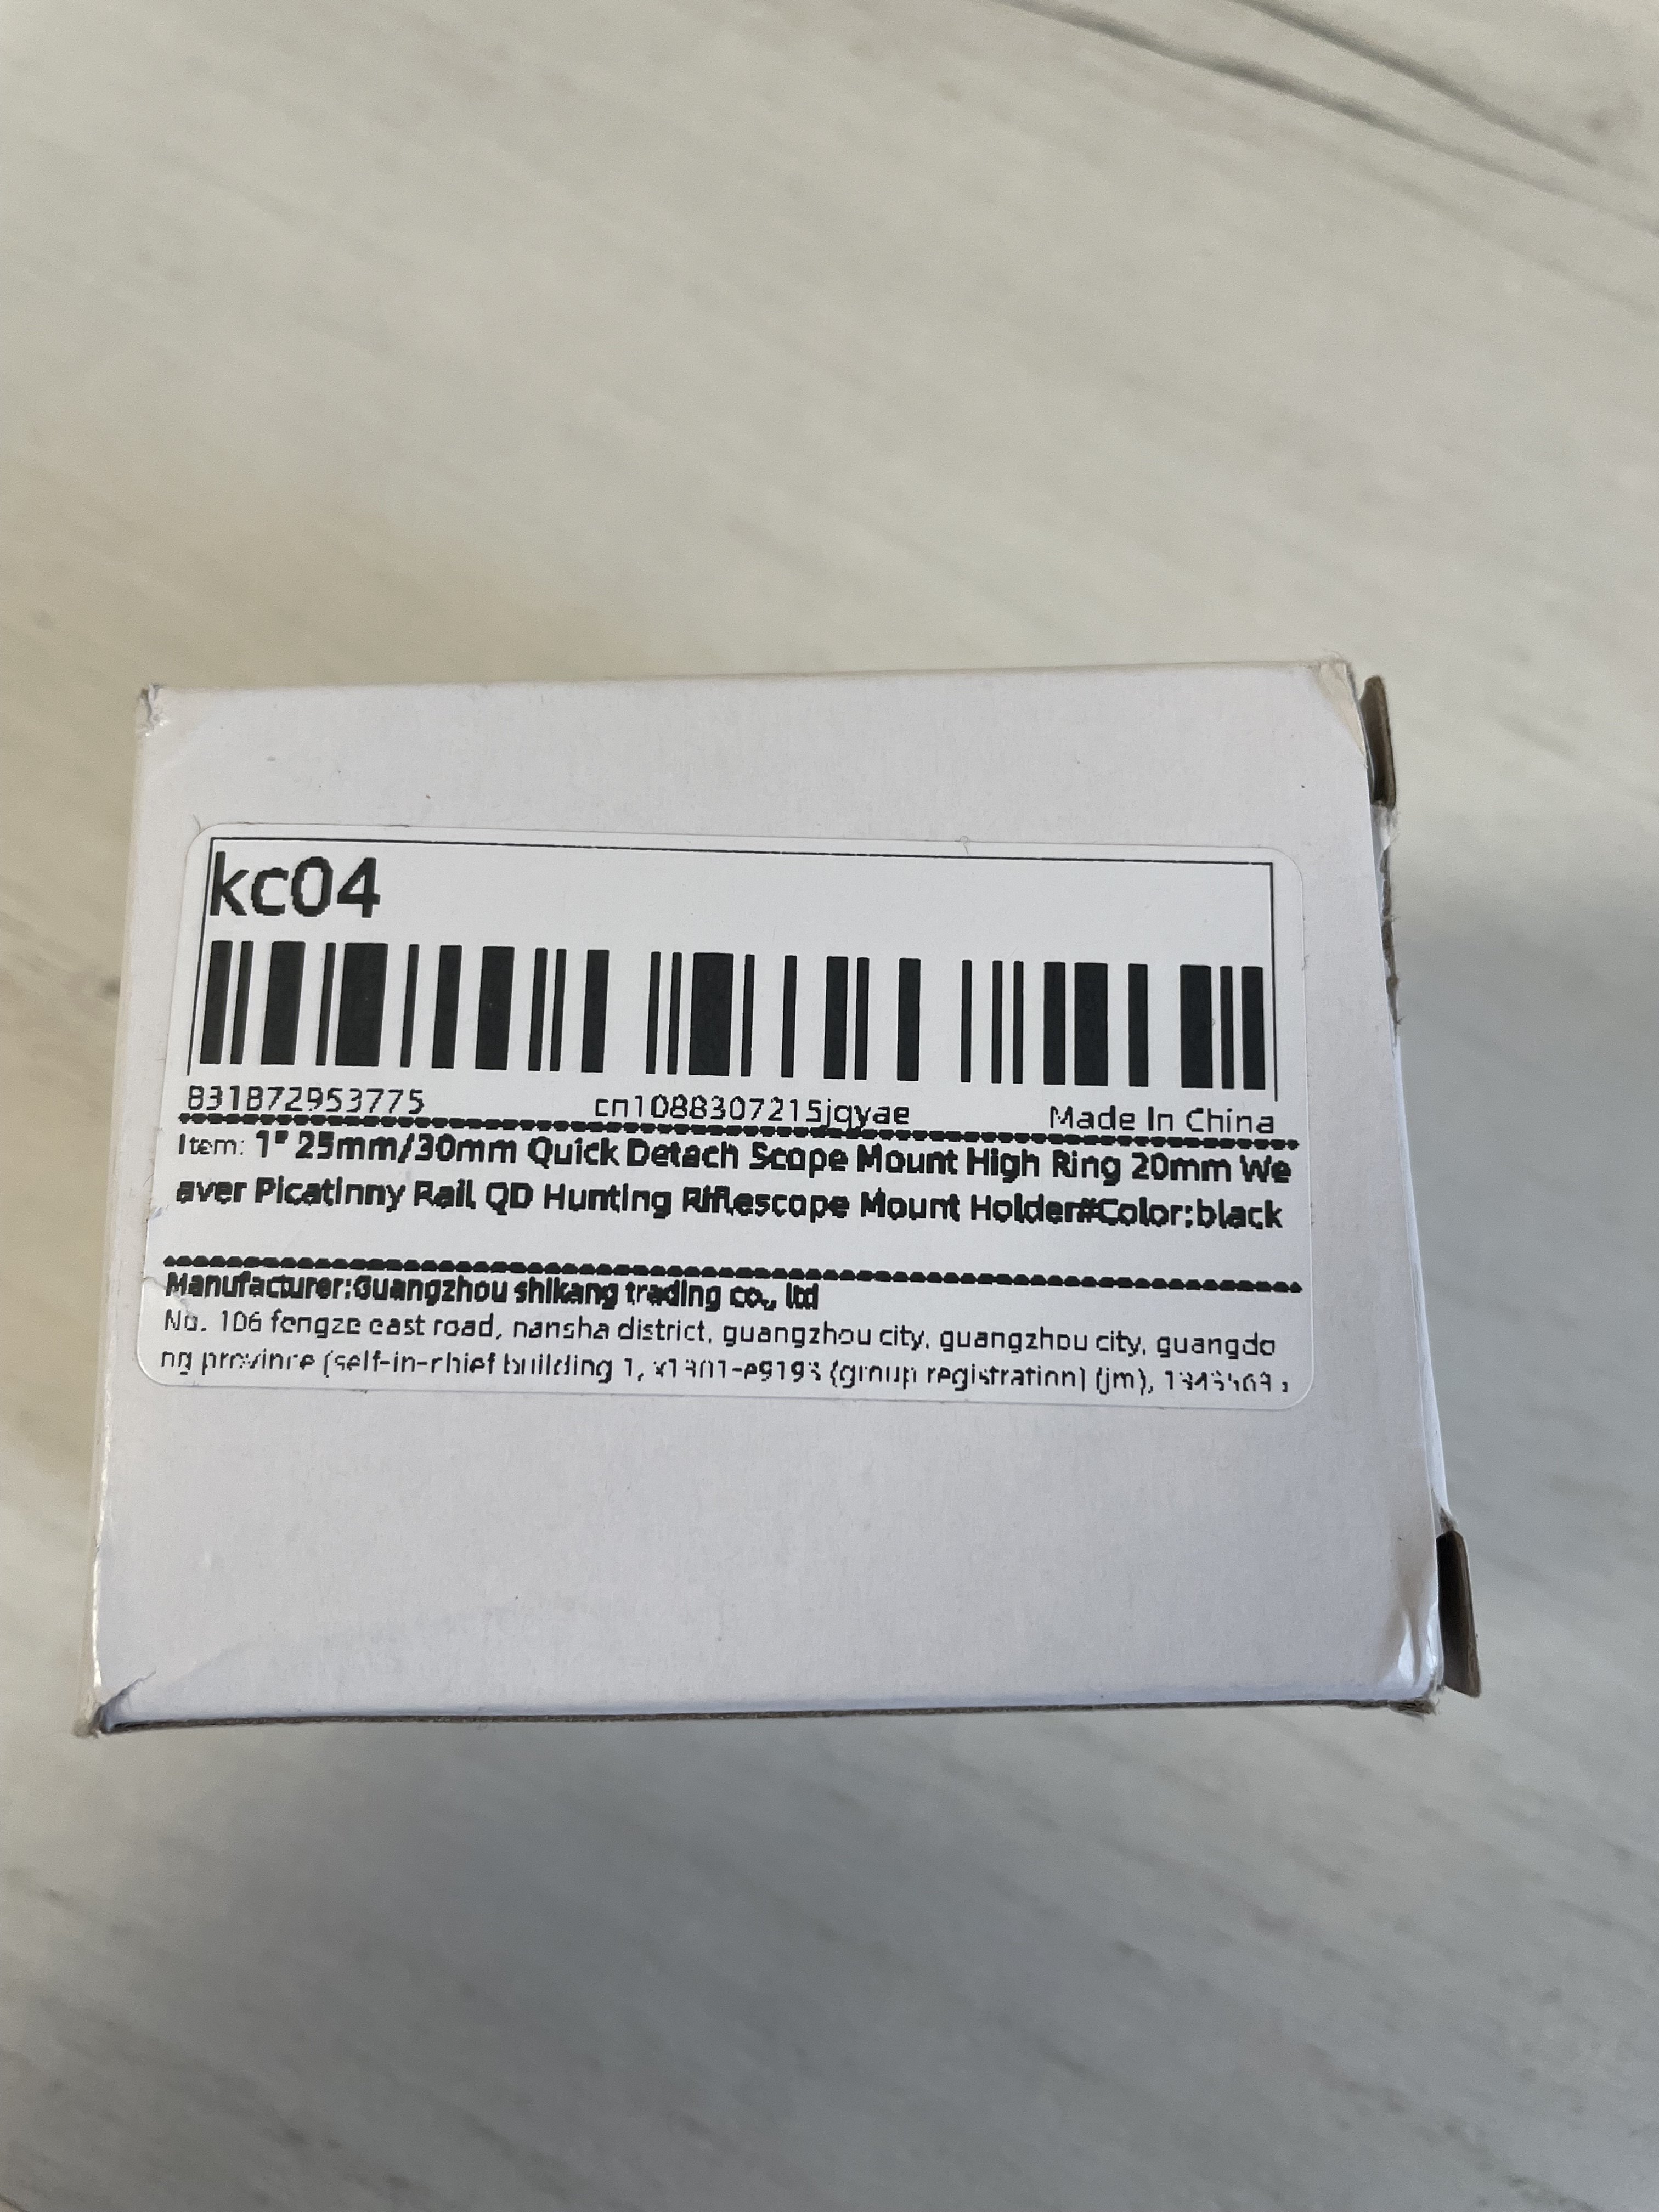 kc04
831872953775 cn1088307215jqyae Made In China
Item: 1" 25mm/30mm Quick Detach Scope Mount High Ring 20mm We
aver Picatinny Rail QD Hunting Riflescope Mount Holder#Color:black
Manufacturer:Guangzhou shikang trading co., ltd
No. 106 fengze east road, nansha district, guangzhou city, guangzhou city, guangdo
ng province (self-in-chief building 1, x1301-e9193 (group registration) (jm),